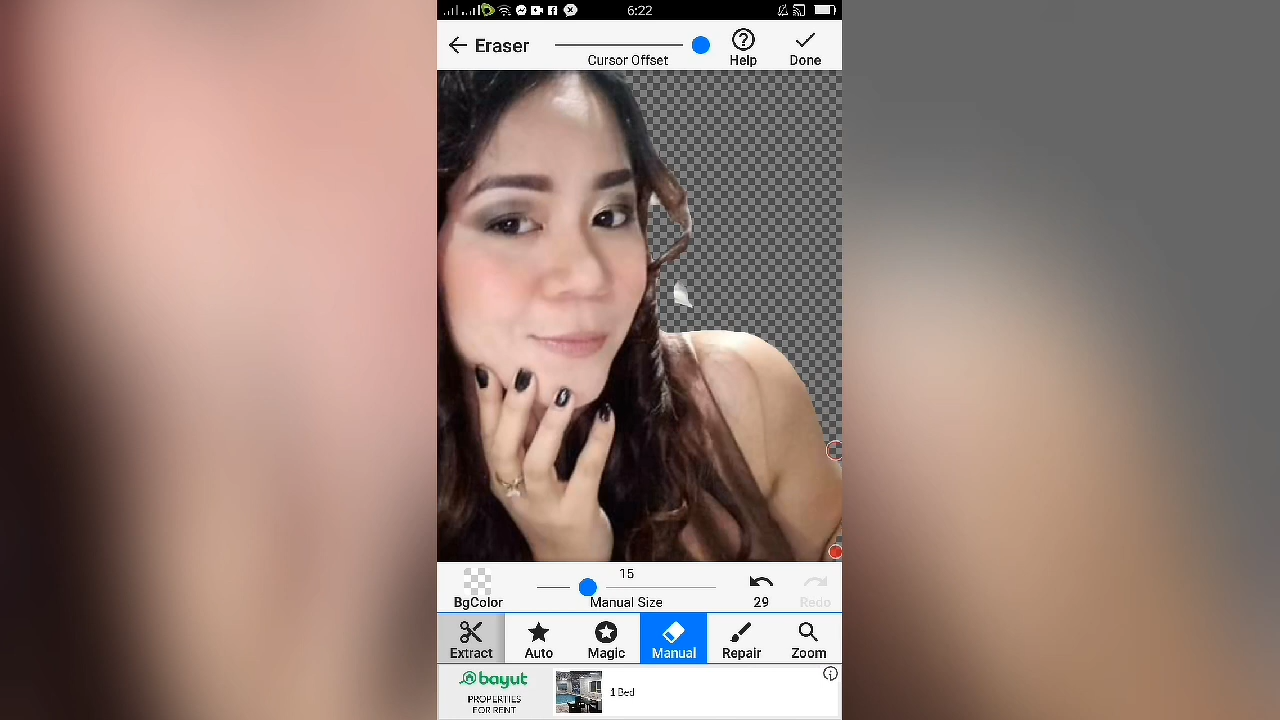 6:22
Eraser
Cursor Offset
Help
Done
15
BgColor
Manual Size
29
Redo
Extract
Auto
Magic
Manual
Repair
Zoom
bayut
PROPERTIES
FOR RENT
1 Bed